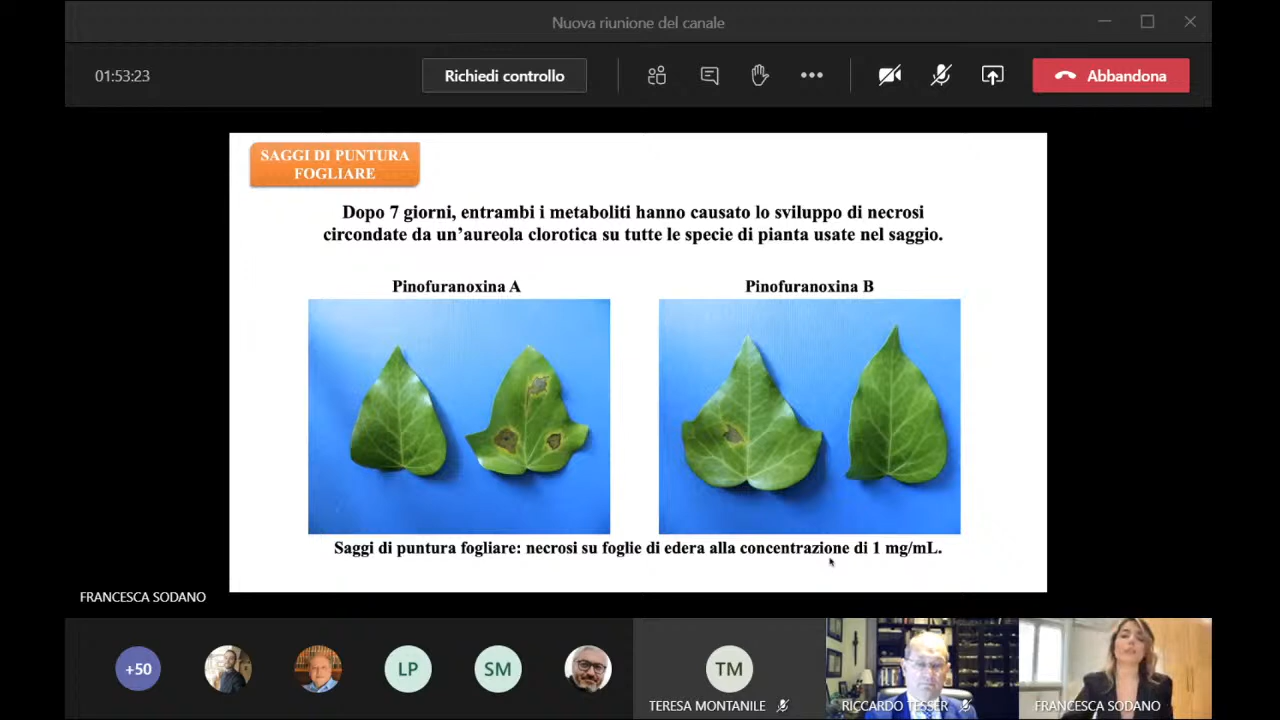 Nuova riunione del canale
01:53:23
Richiedi controllo
Abbandona
SAGGI DI PUNTURA
FOGLIARE
Dopo 7 giorni, entrambi i metaboliti hanno causato lo sviluppo di necrosi
circondate da un'aureola clorotica su tutte le specie di pianta usate nel saggio.
Pinofuranoxina A
Pinofuranoxina B
Saggi di puntura fogliare: necrosi su foglie di edera alla concentrazione di 1 mg/mL.
FRANCESCA SODANO
+50
LP
SM
TM
TERESA MONTANILE
RICCARDO TESSER
FRANCESCA SODANO